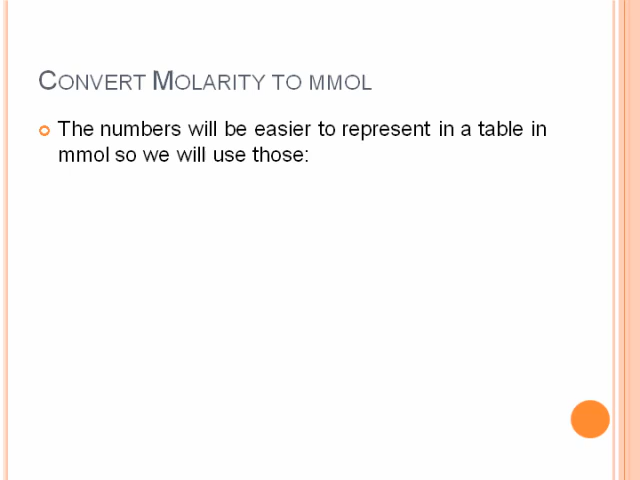 CONVERT MOLARITY TO MMOL
The numbers will be easier to represent in a table in
mmol so we will use those: